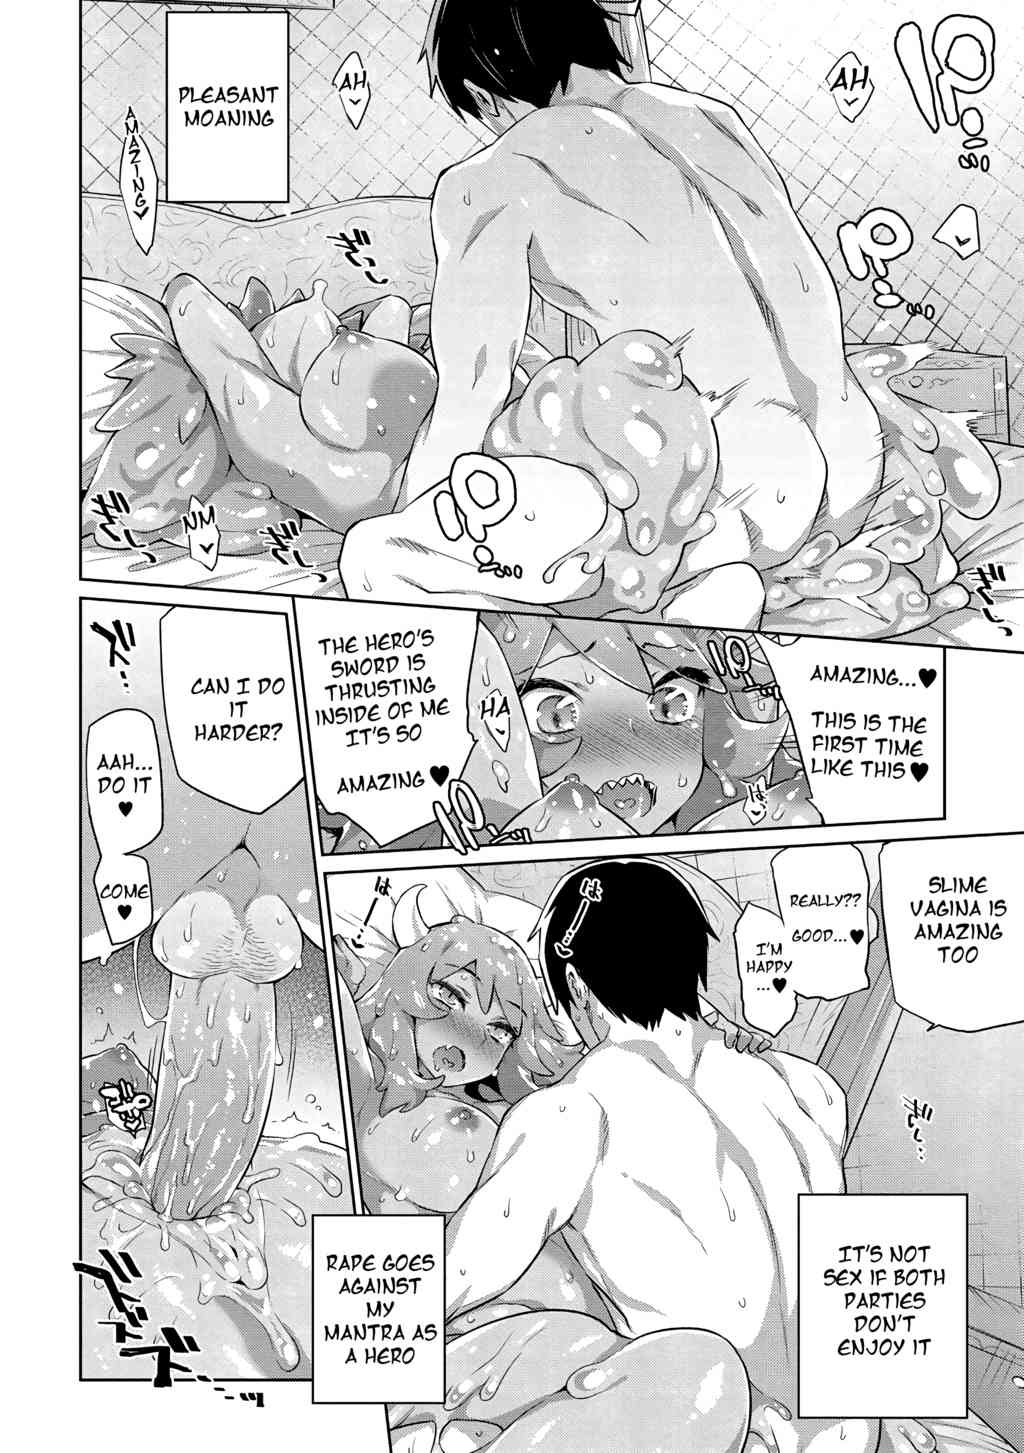 PLEASANT
MOANING
AH
AH
AMAZING
NM
AMAZING...♥
THIS IS THE
FIRST TIME
LIKE THIS♥
HA
THE HERO'S
SWORD IS
THRUSTING
INSIDE OF ME
IT'S SO
AMAZING♥
CAN I DO
IT
HARDER?
AAH...
DO IT
♥
COME
♥
SLIME
VAGINA IS
AMAZING
TOO
REALLY??
GOOD...♥
I'M
HAPPY
...♥
IT'S NOT
SEX IF BOTH
PARTIES
DON'T
ENJOY IT
RAPE GOES
AGAINST
MY
MANTRA AS
A HERO